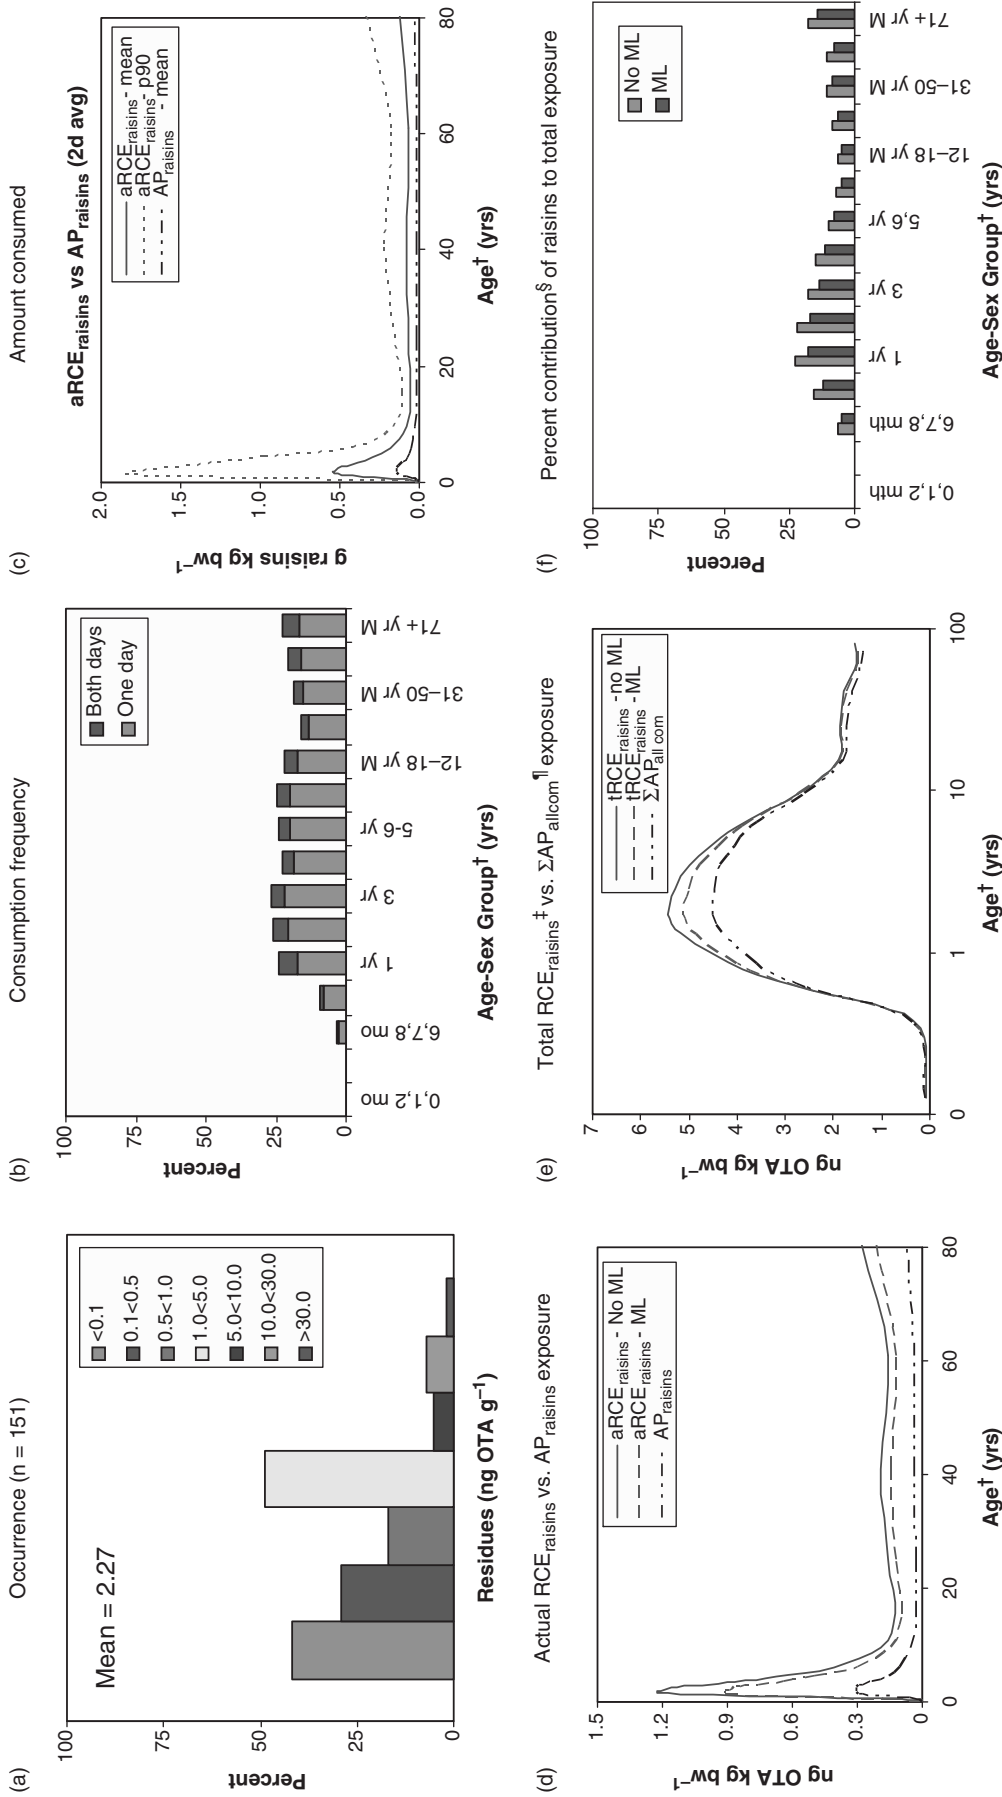 (a)
Occurrence (n = 151)
100
75
50
25
0
Percent
Mean = 2.27
<0.1
0.1<0.5
0.5<1.0
1.0<5.0
5.0<10.0
10.0<30.0
>30.0
Residues (ng OTA g⁻¹)
(b)
Consumption frequency
100
75
50
25
0
Percent
Both days
One day
0,1,2 mo
6,7,8 mo
1 yr
3 yr
5-6 yr
12–18 yr M
31–50 yr M
71+ yr M
Age-Sex Group† (yrs)
(c)
Amount consumed
aRCEraisins vs APraisins (2d avg)
aRCEraisins- mean
aRCEraisins- p90
APraisins - mean
2.0
1.5
1.0
0.5
0.0
g raisins kg bw⁻¹
0
20
40
60
80
Age† (yrs)
(d)
Actual RCEraisins vs. APraisins exposure
1.5
1.2
0.9
0.6
0.3
0
ng OTA kg bw⁻¹
aRCEraisins- No ML
aRCEraisins- ML
APraisins
0
20
40
60
80
Age† (yrs)
(e)
Total RCEraisins‡ vs. ΣAPallcom¶ exposure
7
6
5
4
3
2
1
0
ng OTA kg bw⁻¹
tRCEraisins -no ML
tRCEraisins - ML
ΣAPall com
0
1
10
100
Age† (yrs)
(f)
Percent contribution§ of raisins to total exposure
100
75
50
25
0
Percent
No ML
ML
0,1,2 mth
6,7,8 mth
1 yr
3 yr
5,6 yr
12–18 yr M
31–50 yr M
71+ yr M
Age-Sex Group† (yrs)